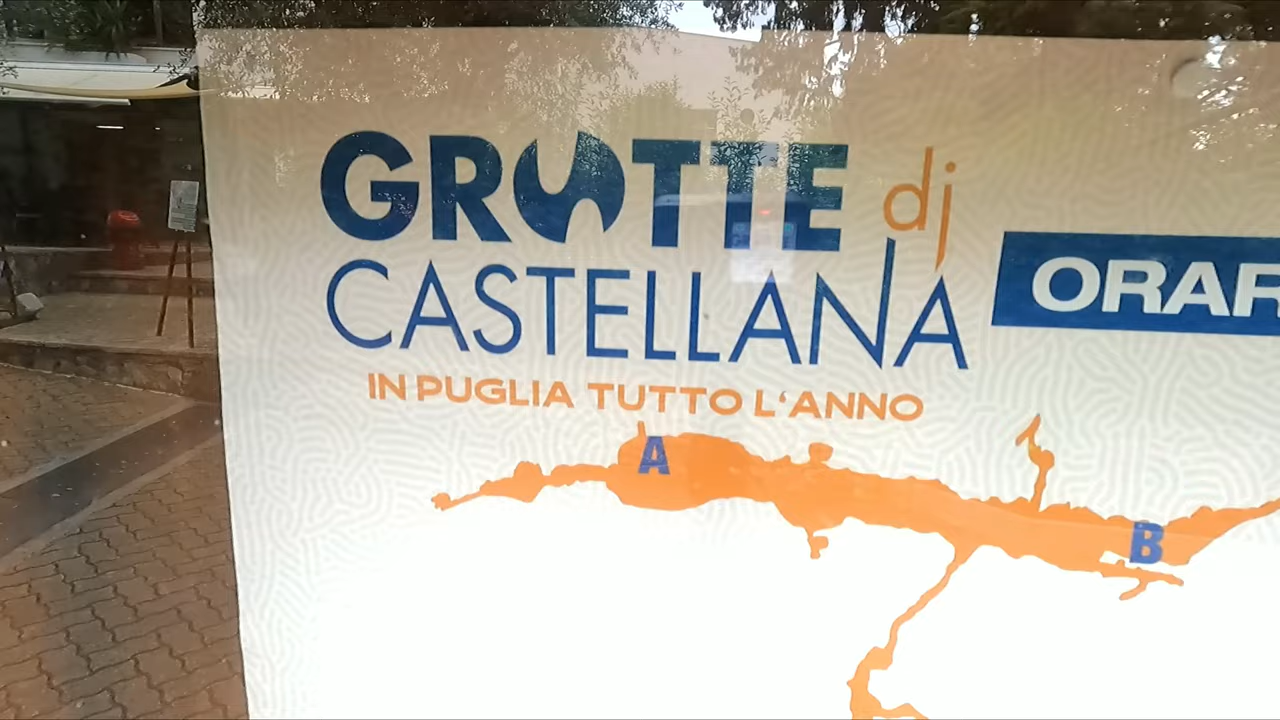 GROTTE di
CASTELLANA
IN PUGLIA TUTTO L'ANNO
ORAR
A
B